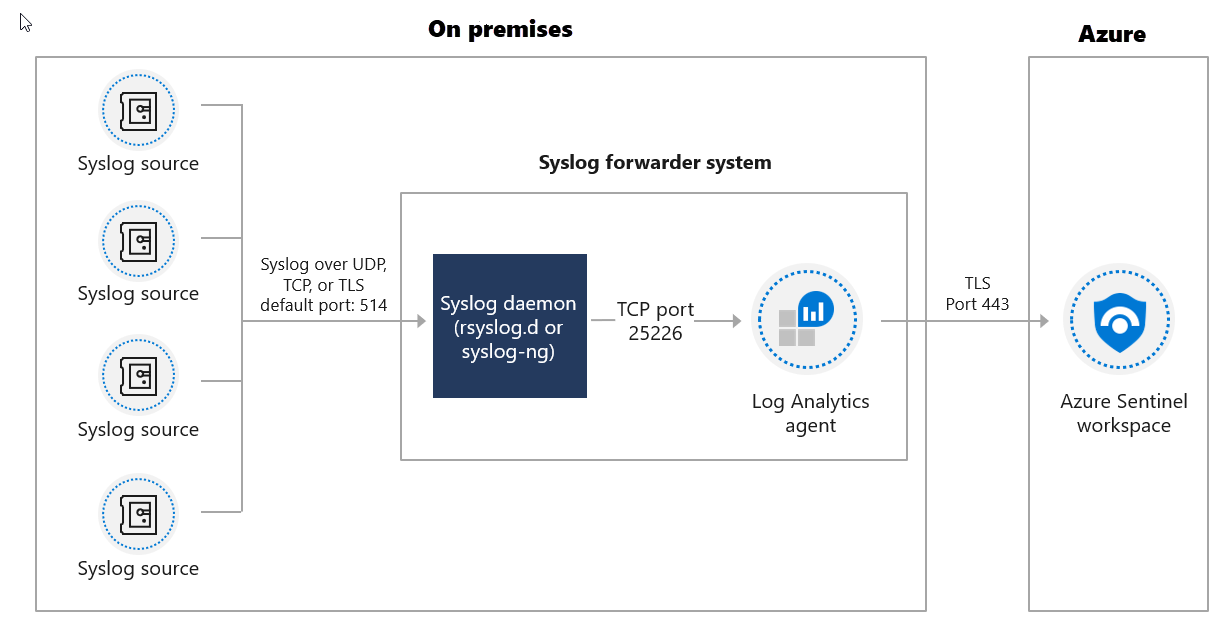 On premises
Azure
Syslog source
Syslog forwarder system
Syslog source
Syslog over UDP,
TCP, or TLS
default port: 514
Syslog daemon
(rsyslog.d or
syslog-ng)
TCP port
25226
TLS
Port 443
Log Analytics
agent
Azure Sentinel
workspace
Syslog source
Syslog source